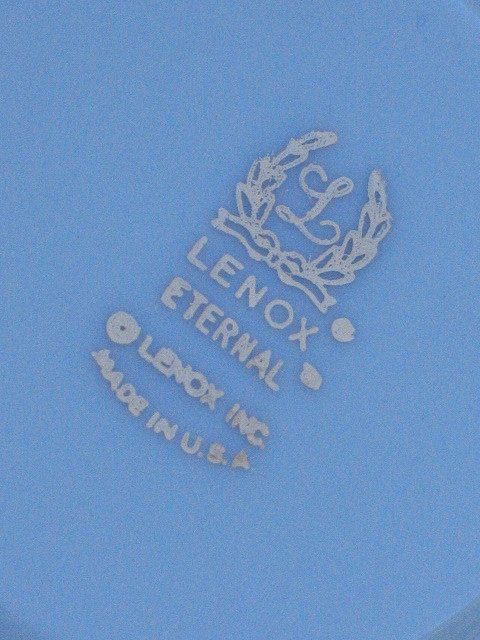 L
LENOX
ETERNAL
© LENOX INC.
MADE IN U.S.A